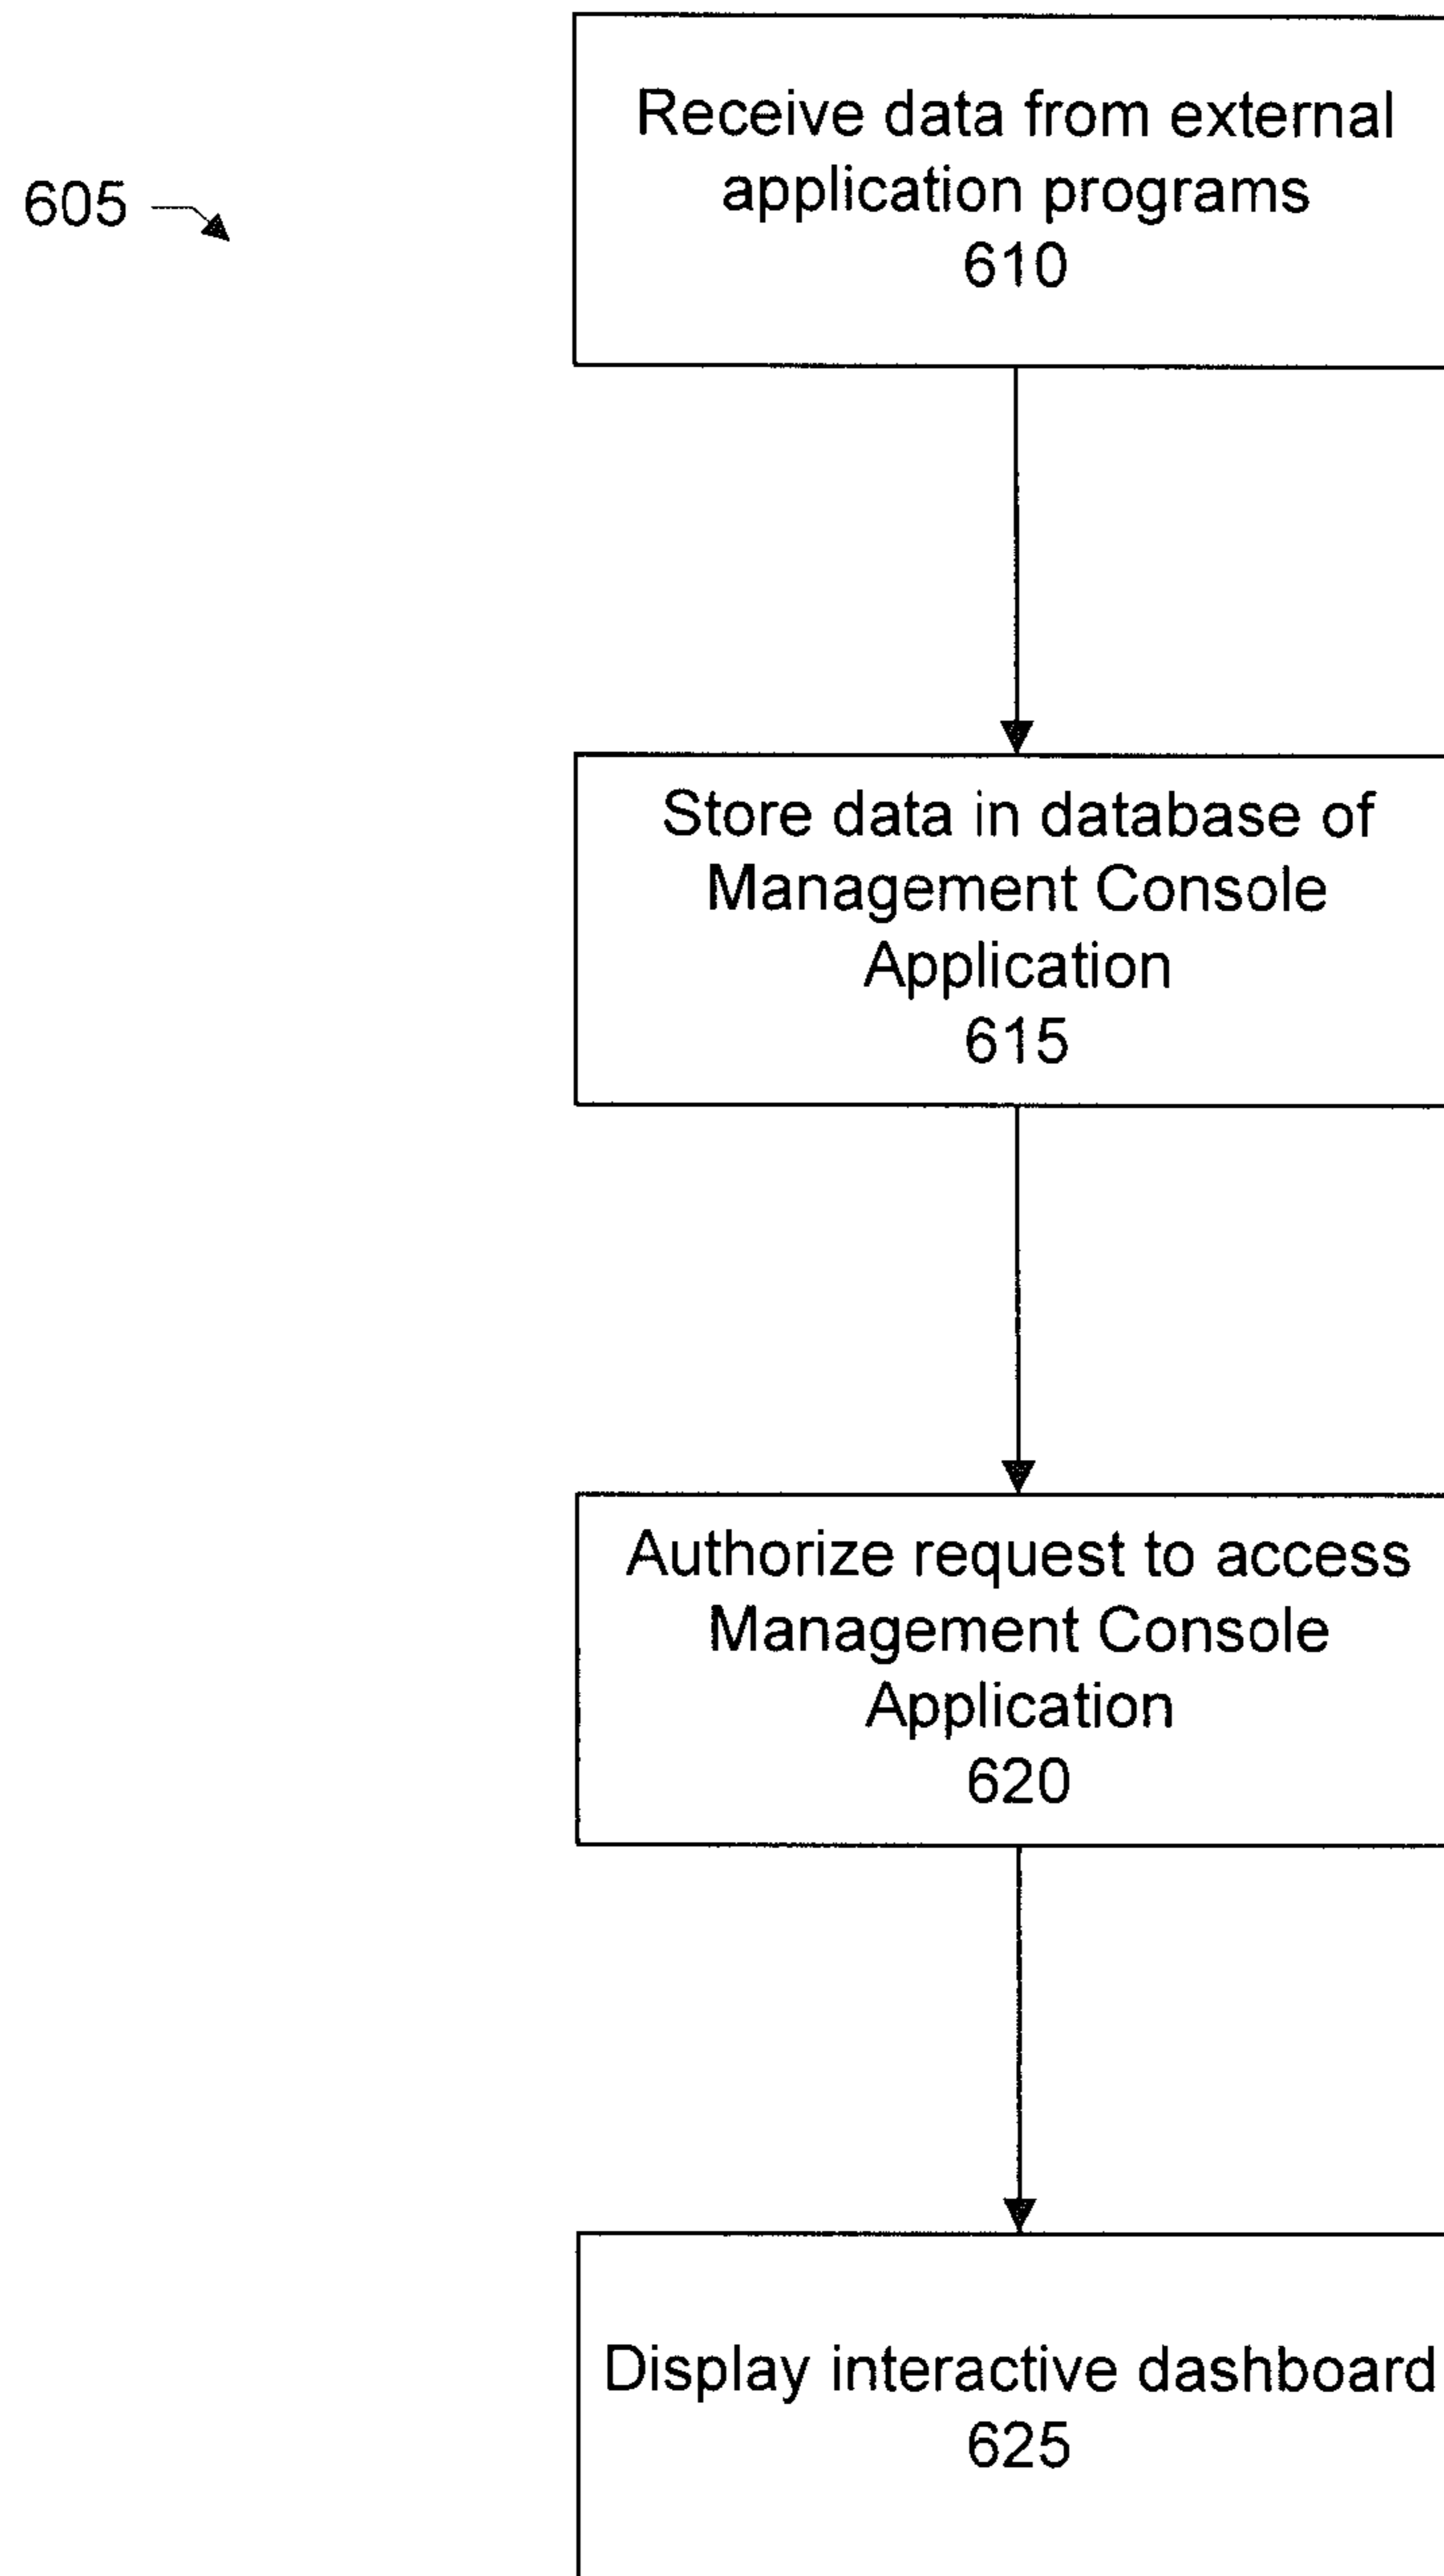 605
Receive data from external
application programs
610
Store data in database of
Management Console
Application
615
Authorize request to access
Management Console
Application
620
Display interactive dashboard
625